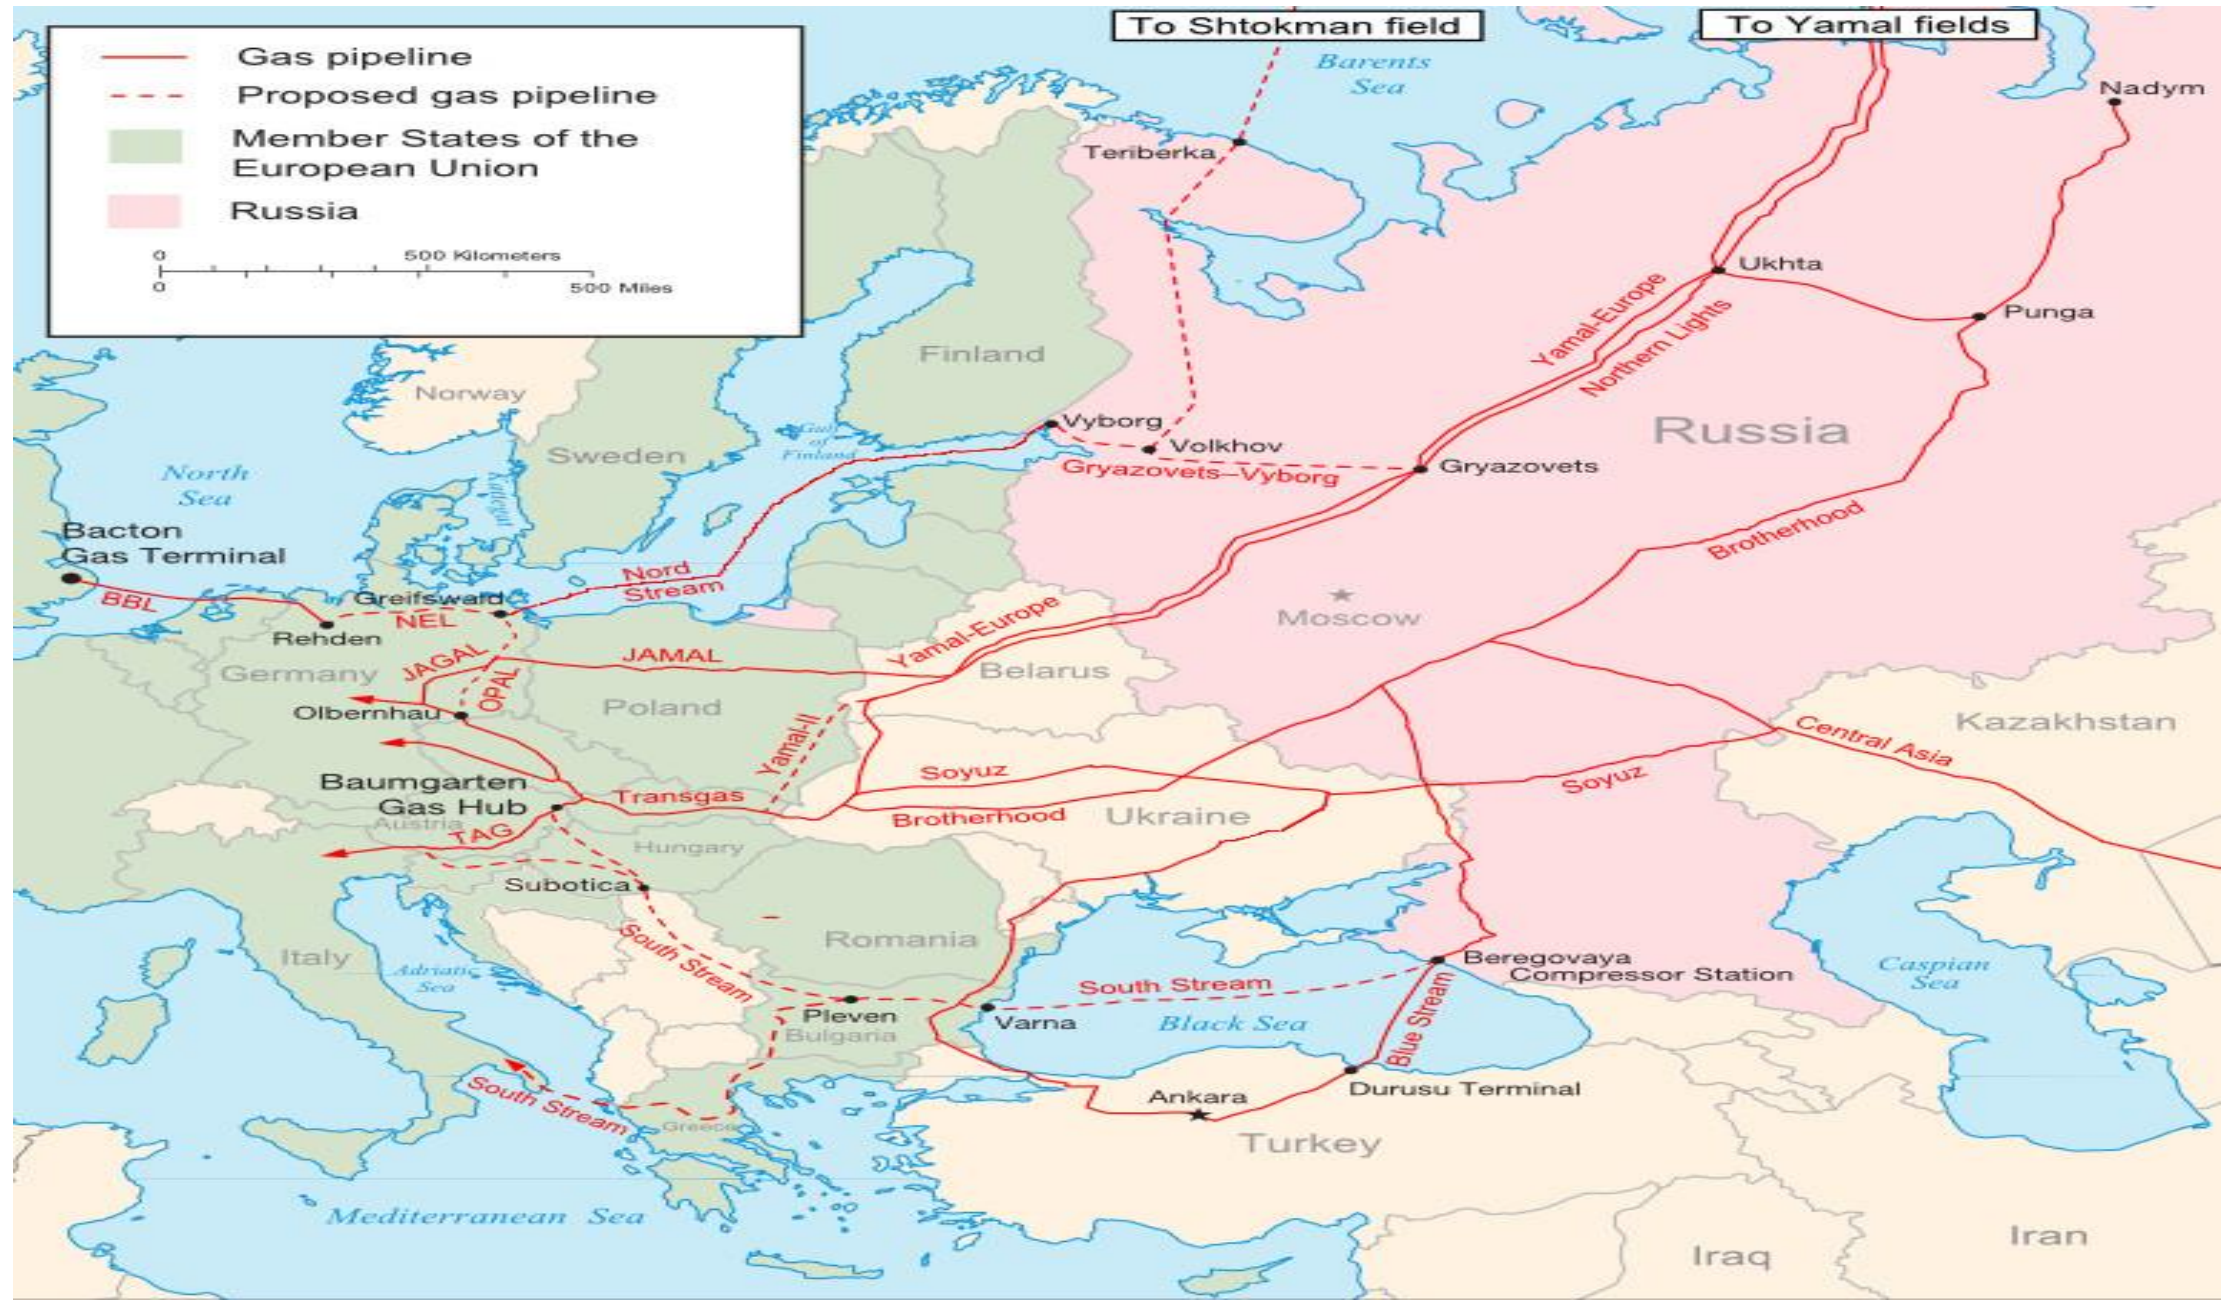 To Shtokman field
To Yamal fields
Gas pipeline
Proposed gas pipeline
Member States of the
European Union
Russia
0
500 Kilometers
0
500 Miles
Barents
Sea
Nadym
Teriberka
Ukhta
Punga
Yamal-Europe
Northern Lights
Finland
Norway
Sweden
Russia
Gulf
of
Finland
Vyborg
Volkhov
Gryazovets–Vyborg
Gryazovets
North
Sea
Kattegat
Bacton
Gas Terminal
BBL
Brotherhood
Nord
Stream
Greifswald
NEL
Rehden
Moscow
Yamal-Europe
JAGAL
JAMAL
Germany
OPAL
Belarus
Poland
Olbernhau
Yamal-II
Kazakhstan
Central Asia
Baumgarten
Gas Hub
Transgas
Soyuz
Soyuz
Brotherhood
Ukraine
Austria
TAG
Hungary
Subotica
South Stream
Romania
Italy
Adriatic
Sea
Beregovaya
Compressor Station
Caspian
Sea
South Stream
Blue Stream
Pleven
Bulgaria
Varna
Black Sea
Durusu Terminal
Ankara
South Stream
Greece
Turkey
Mediterranean Sea
Iraq
Iran